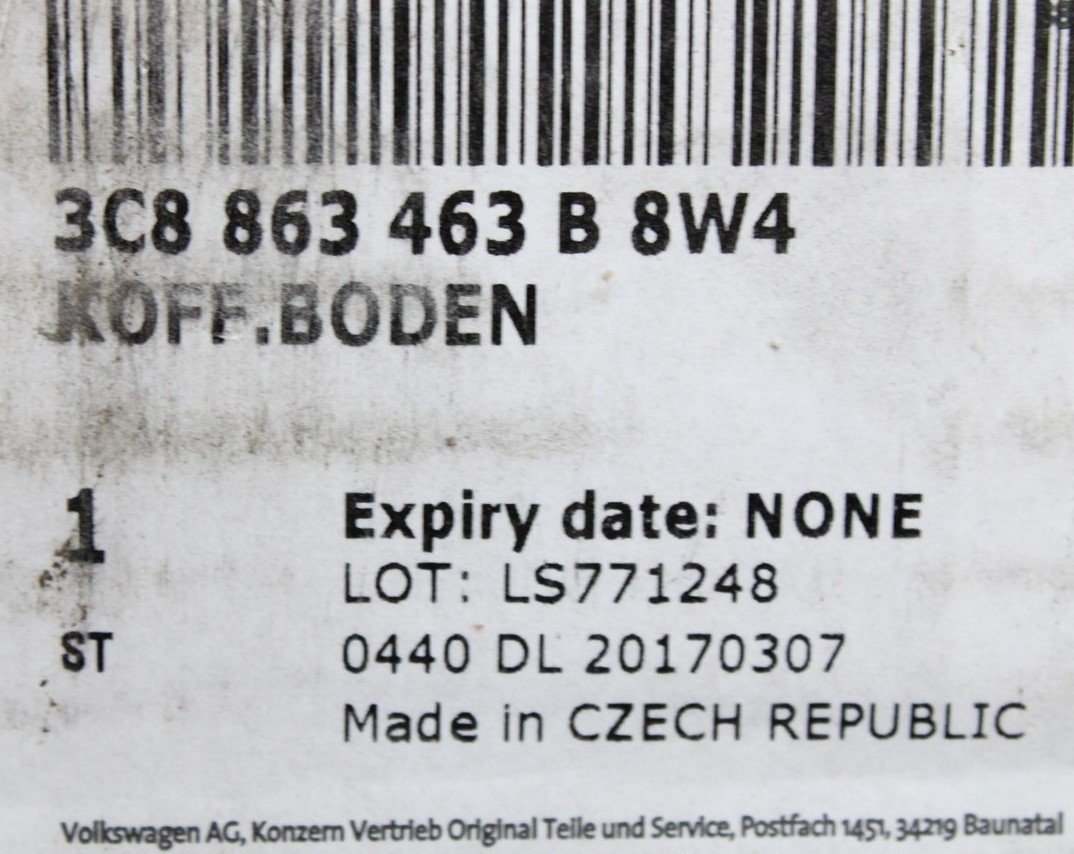 3C8 863 463 B 8W4
KOFF.BODEN
1
Expiry date: NONE
LOT: LS771248
ST
0440 DL 20170307
Made in CZECH REPUBLIC
Volkswagen AG, Konzern Vertrieb Original Teile und Service, Postfach 1451, 34219 Baunatal